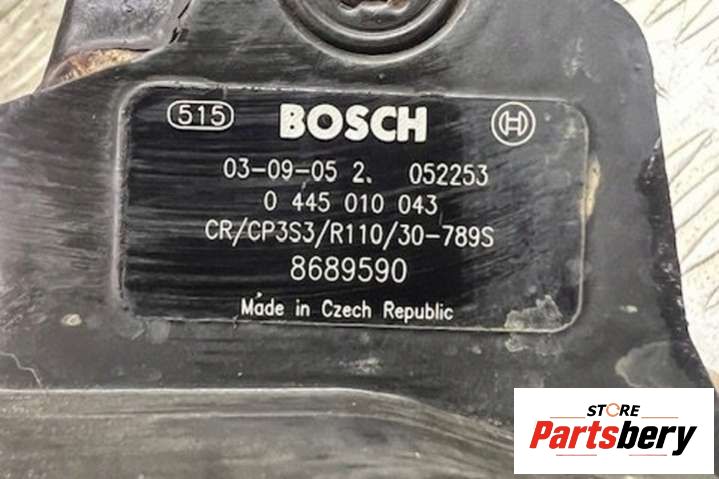 515 BOSCH
03-09-05 2. 052253
0 445 010 043
CR/CP3S3/R110/30-789S
8689590
Made in Czech Republic
STORE
Partsbery